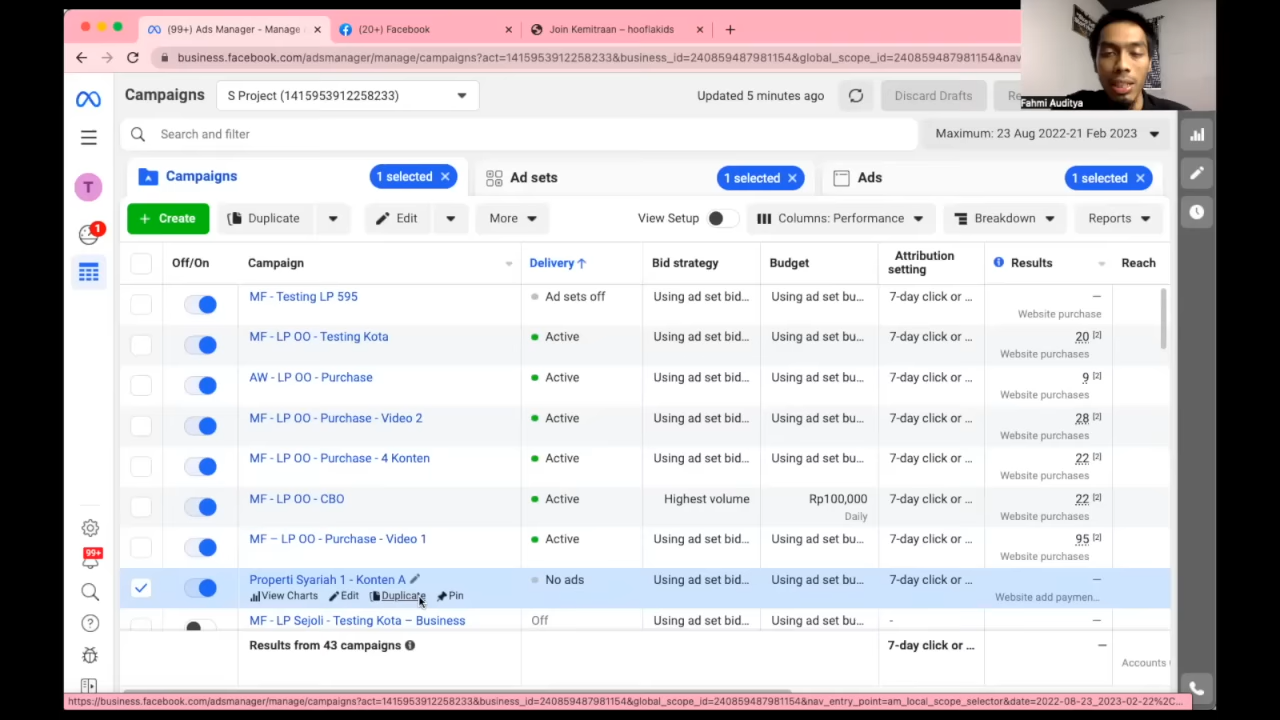 (99+) Ads Manager - Manage
(20+) Facebook
Join Kemitraan – hooflakids
business.facebook.com/adsmanager/manage/campaigns?act=1415953912258233&business_id=240859487981154&global_scope_id=240859487981154&nav
Fahmi Auditya
Campaigns
S Project (1415953912258233)
Updated 5 minutes ago
Discard Drafts
Search and filter
Maximum: 23 Aug 2022-21 Feb 2023
Campaigns
1 selected
Ad sets
1 selected
Ads
1 selected
+ Create
Duplicate
Edit
More
View Setup
Columns: Performance
Breakdown
Reports
T
1
Off/On
Campaign
Delivery ↑
Bid strategy
Budget
Attribution setting
Results
Reach
MF - Testing LP 595
Ad sets off
Using ad set bid...
Using ad set bu...
7-day click or ...
—
Website purchase
MF - LP OO - Testing Kota
Active
Using ad set bid...
Using ad set bu...
7-day click or ...
20 [2]
Website purchases
AW - LP OO - Purchase
Active
Using ad set bid...
Using ad set bu...
7-day click or ...
9 [2]
Website purchases
MF - LP OO - Purchase - Video 2
Active
Using ad set bid...
Using ad set bu...
7-day click or ...
28 [2]
Website purchases
MF - LP OO - Purchase - 4 Konten
Active
Using ad set bid...
Using ad set bu...
7-day click or ...
22 [2]
Website purchases
MF - LP OO - CBO
Active
Highest volume
Rp100,000
Daily
7-day click or ...
22 [2]
Website purchases
MF – LP OO - Purchase - Video 1
Active
Using ad set bid...
Using ad set bu...
7-day click or ...
95 [2]
Website purchases
Properti Syariah 1 - Konten A
View Charts
Edit
Duplicate
Pin
No ads
Using ad set bid...
Using ad set bu...
7-day click or ...
—
Website add paymen...
MF - LP Sejoli - Testing Kota – Business
Off
Using ad set bid...
Using ad set bu...
-
—
99+
Results from 43 campaigns
7-day click or ...
—
Accounts
https://business.facebook.com/adsmanager/manage/campaigns?act=1415953912258233&business_id=240859487981154&global_scope_id=240859487981154&nav_entry_point=am_local_scope_selector&date=2022-08-23_2023-02-22%2C...